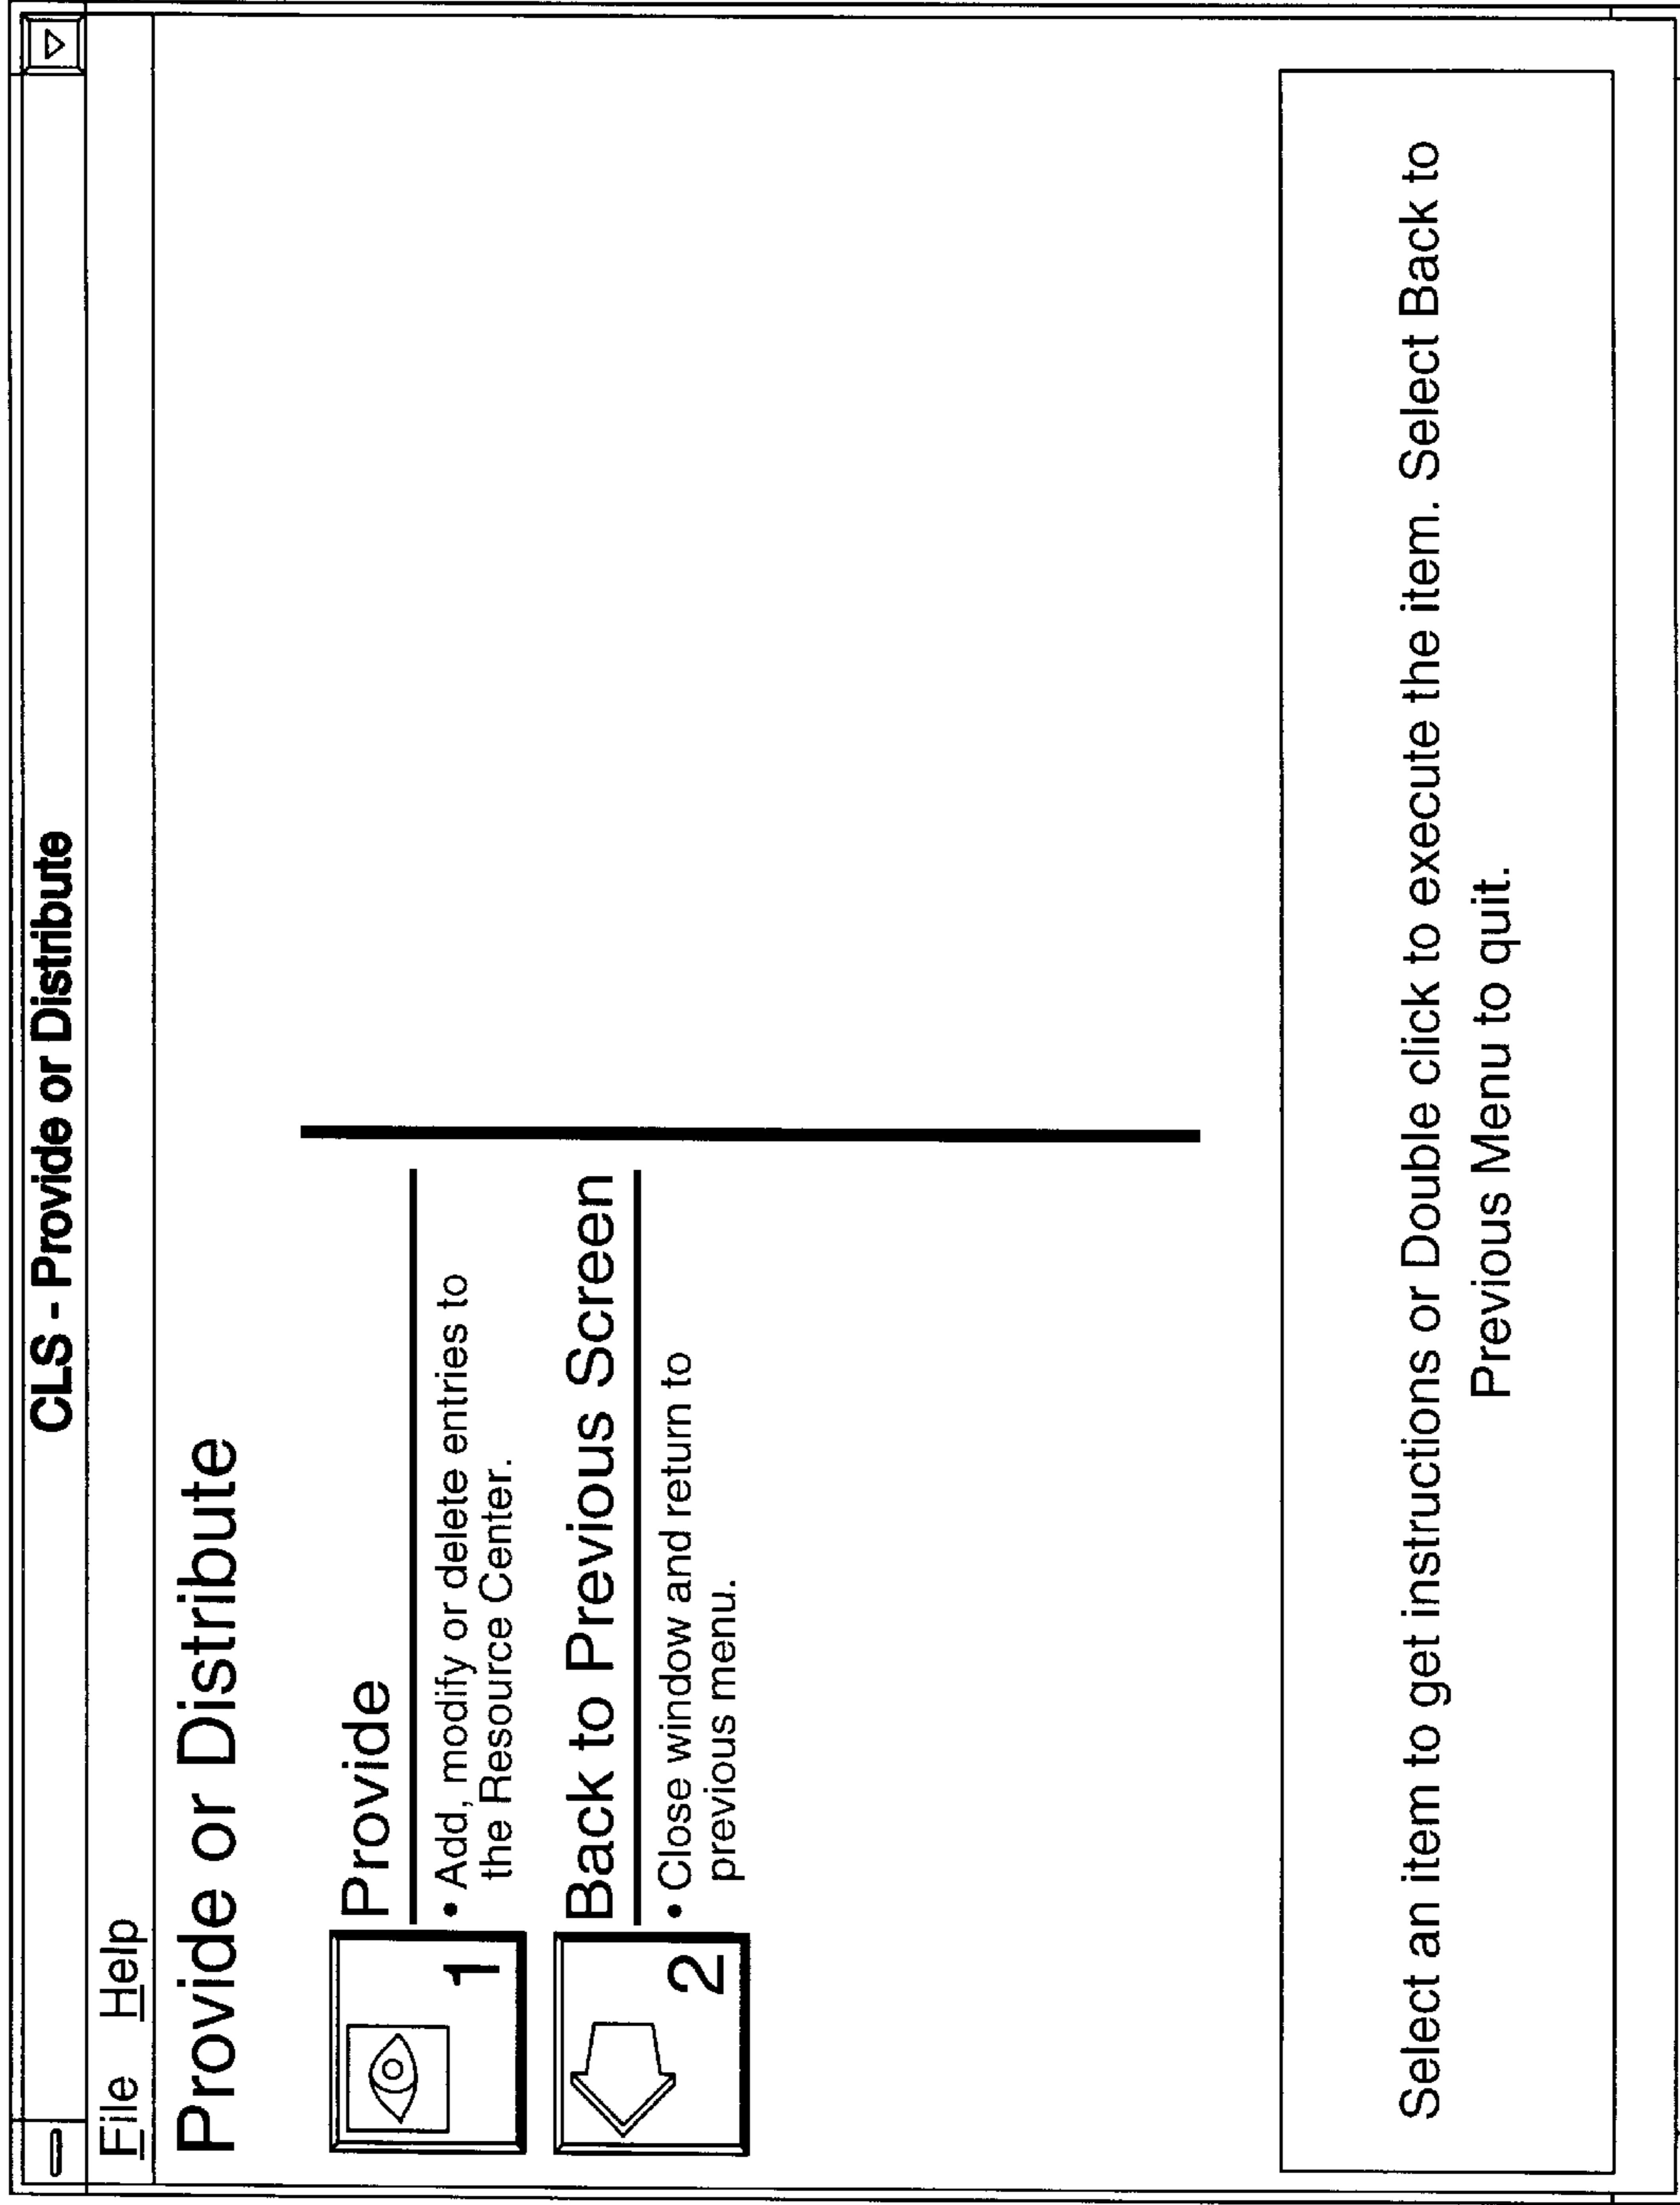 CLS - Provide or Distribute
File Help
Provide or Distribute
1
Provide
• Add, modify or delete entries to
the Resource Center.
2
Back to Previous Screen
• Close window and return to
previous menu.
Select an item to get instructions or Double click to execute the item. Select Back to
Previous Menu to quit.